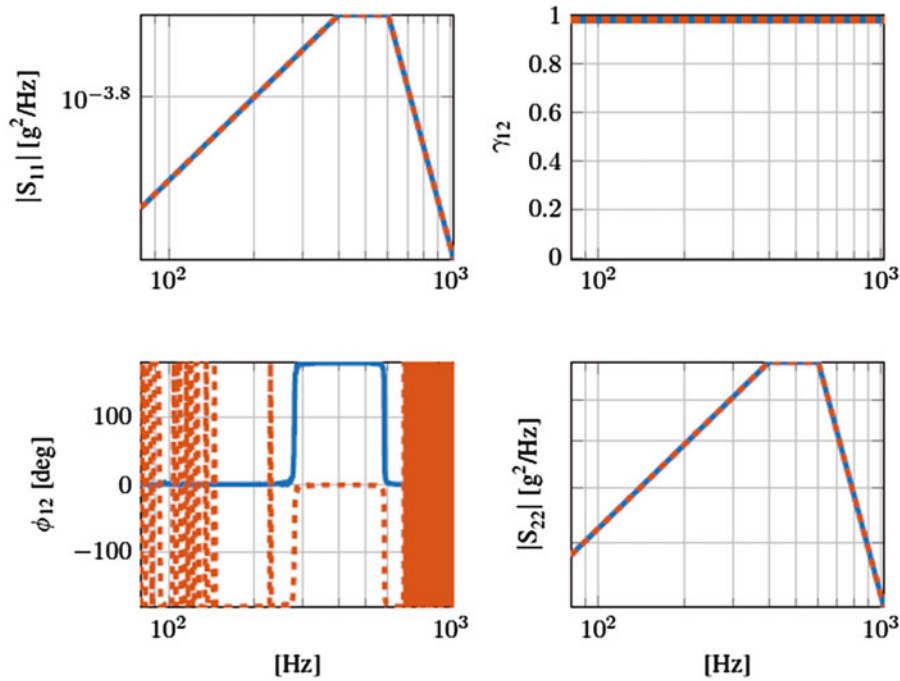 |S₁₁| [g²/Hz]
10⁻³·⁸
10² 10³
γ₁₂
1
0.8
0.6
0.4
0.2
0
10² 10³
ϕ₁₂ [deg]
100
0
−100
10² 10³
[Hz]
|S₂₂| [g²/Hz]
10² 10³
[Hz]